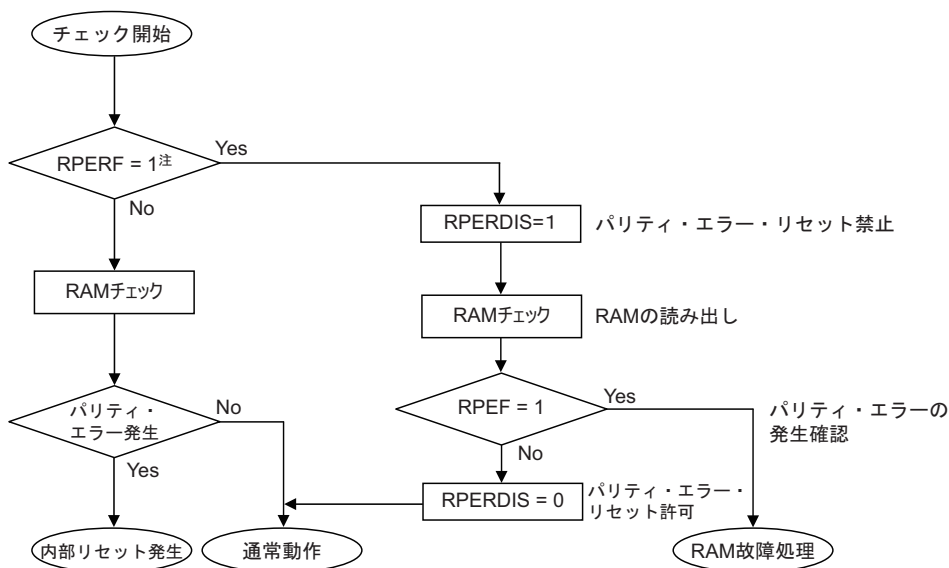 チェック開始
RPERF = 1注
Yes
No
RPERDIS=1
パリティ・エラー・リセット禁止
RAMチェック
RAMチェック
RAMの読み出し
パリティ・
エラー発生
No
Yes
RPEF = 1
Yes
No
パリティ・エラーの
発生確認
RPERDIS = 0
パリティ・エラー・
リセット許可
内部リセット発生
通常動作
RAM故障処理